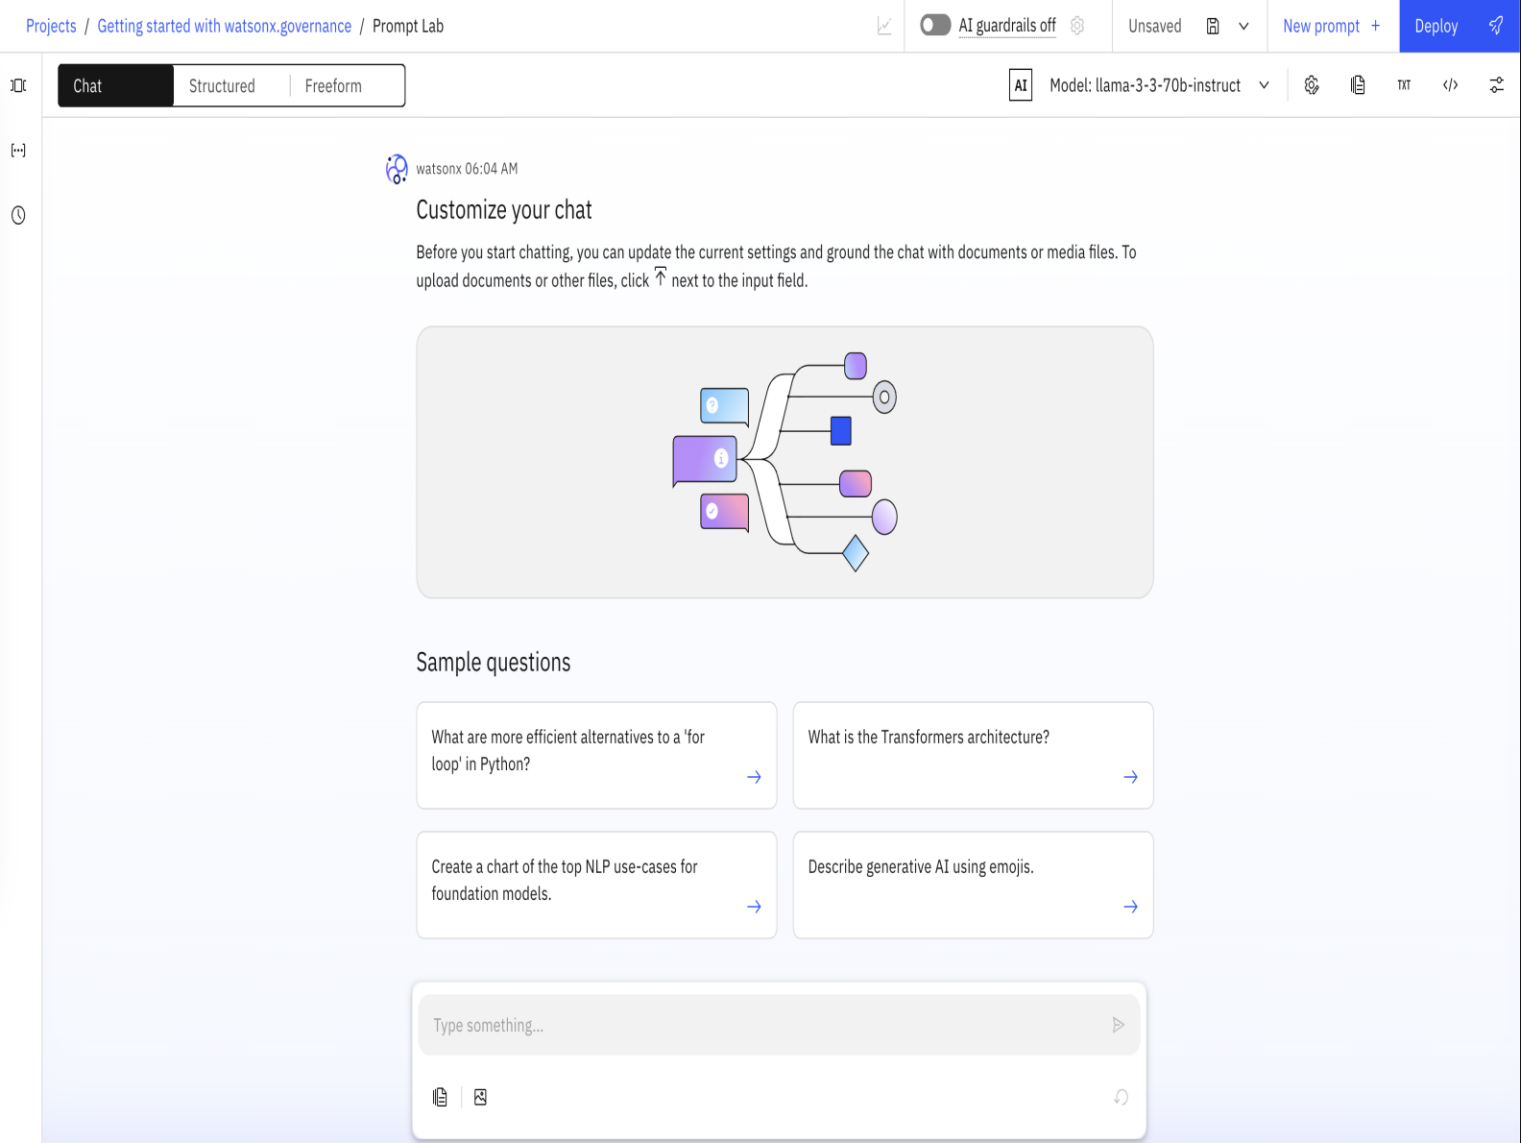 Projects / Getting started with watsonx.governance / Prompt Lab
AI guardrails off
Unsaved
New prompt +
Deploy
Chat
Structured
Freeform
AI
Model: llama-3-3-70b-instruct
TXT
</>
watsonx 06:04 AM
Customize your chat
Before you start chatting, you can update the current settings and ground the chat with documents or media files. To
upload documents or other files, click next to the input field.
?
i
Sample questions
What are more efficient alternatives to a 'for
loop' in Python?
What is the Transformers architecture?
Create a chart of the top NLP use-cases for
foundation models.
Describe generative AI using emojis.
Type something...